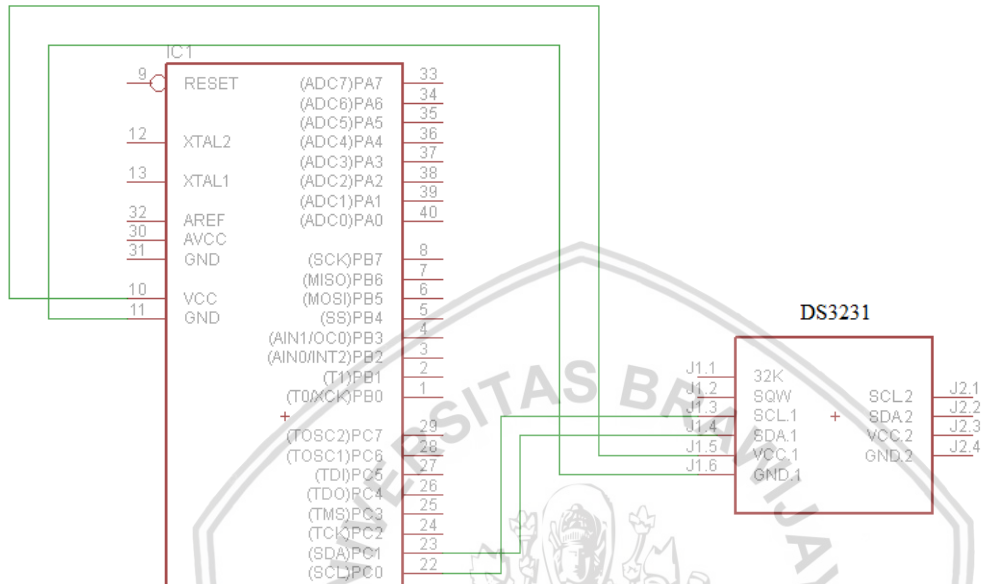 IC1
9 RESET (ADC7)PA7 33
(ADC6)PA6 34
(ADC5)PA5 35
12 XTAL2 (ADC4)PA4 36
(ADC3)PA3 37
13 XTAL1 (ADC2)PA2 38
(ADC1)PA1 39
32 AREF (ADC0)PA0 40
30 AVCC
31 GND (SCK)PB7 8
(MISO)PB6 7
10 VCC (MOSI)PB5 6
11 GND (SS)PB4 5
(AIN1/OC0)PB3 4
(AIN0/INT2)PB2 3
(T1)PB1 2
(T0/XCK)PB0 1
(TOSC2)PC7 29
(TOSC1)PC6 28
(TDI)PC5 27
(TDO)PC4 26
(TMS)PC3 25
(TCK)PC2 24
(SDA)PC1 23
(SCL)PC0 22
DS3231
J1.1 32K
J1.2 SQW SCL.2 J2.1
J1.3 SCL.1 SDA.2 J2.2
J1.4 SDA.1 VCC.2 J2.3
J1.5 VCC.1 GND.2 J2.4
J1.6 GND.1
VERSITAS BRAWIJAY